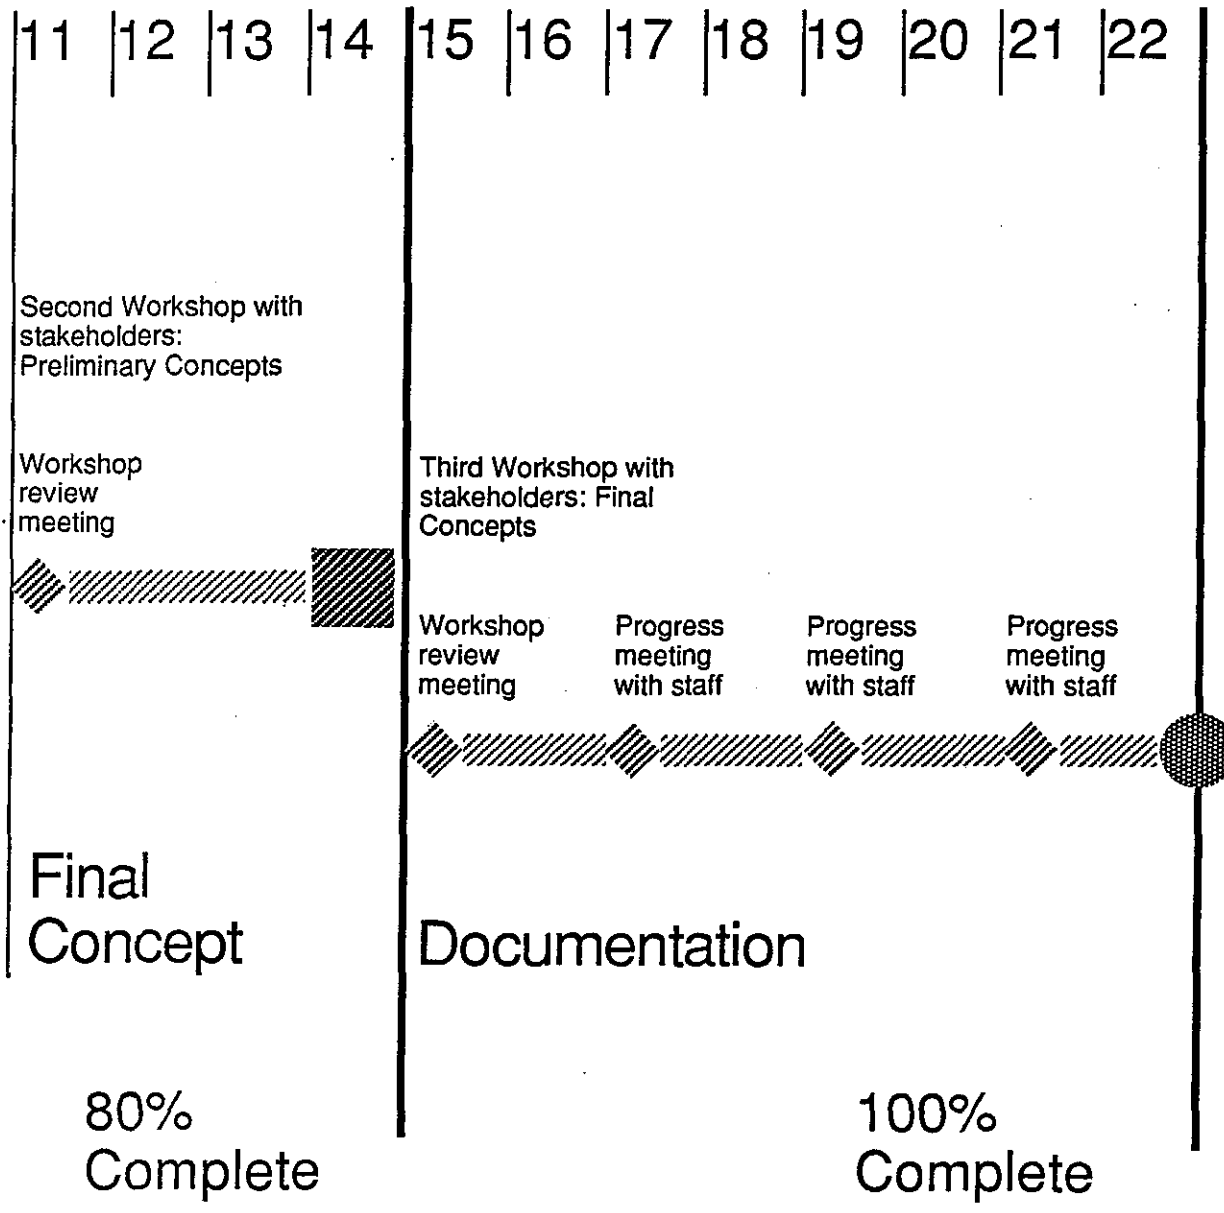 11 12 13 14 15 16 17 18 19 20 21 22
Second Workshop with
stakeholders:
Preliminary Concepts
Workshop
review
meeting
Third Workshop with
stakeholders: Final
Concepts
Workshop
review
meeting
Progress
meeting
with staff
Progress
meeting
with staff
Progress
meeting
with staff
Final
Concept
Documentation
80%
Complete
100%
Complete